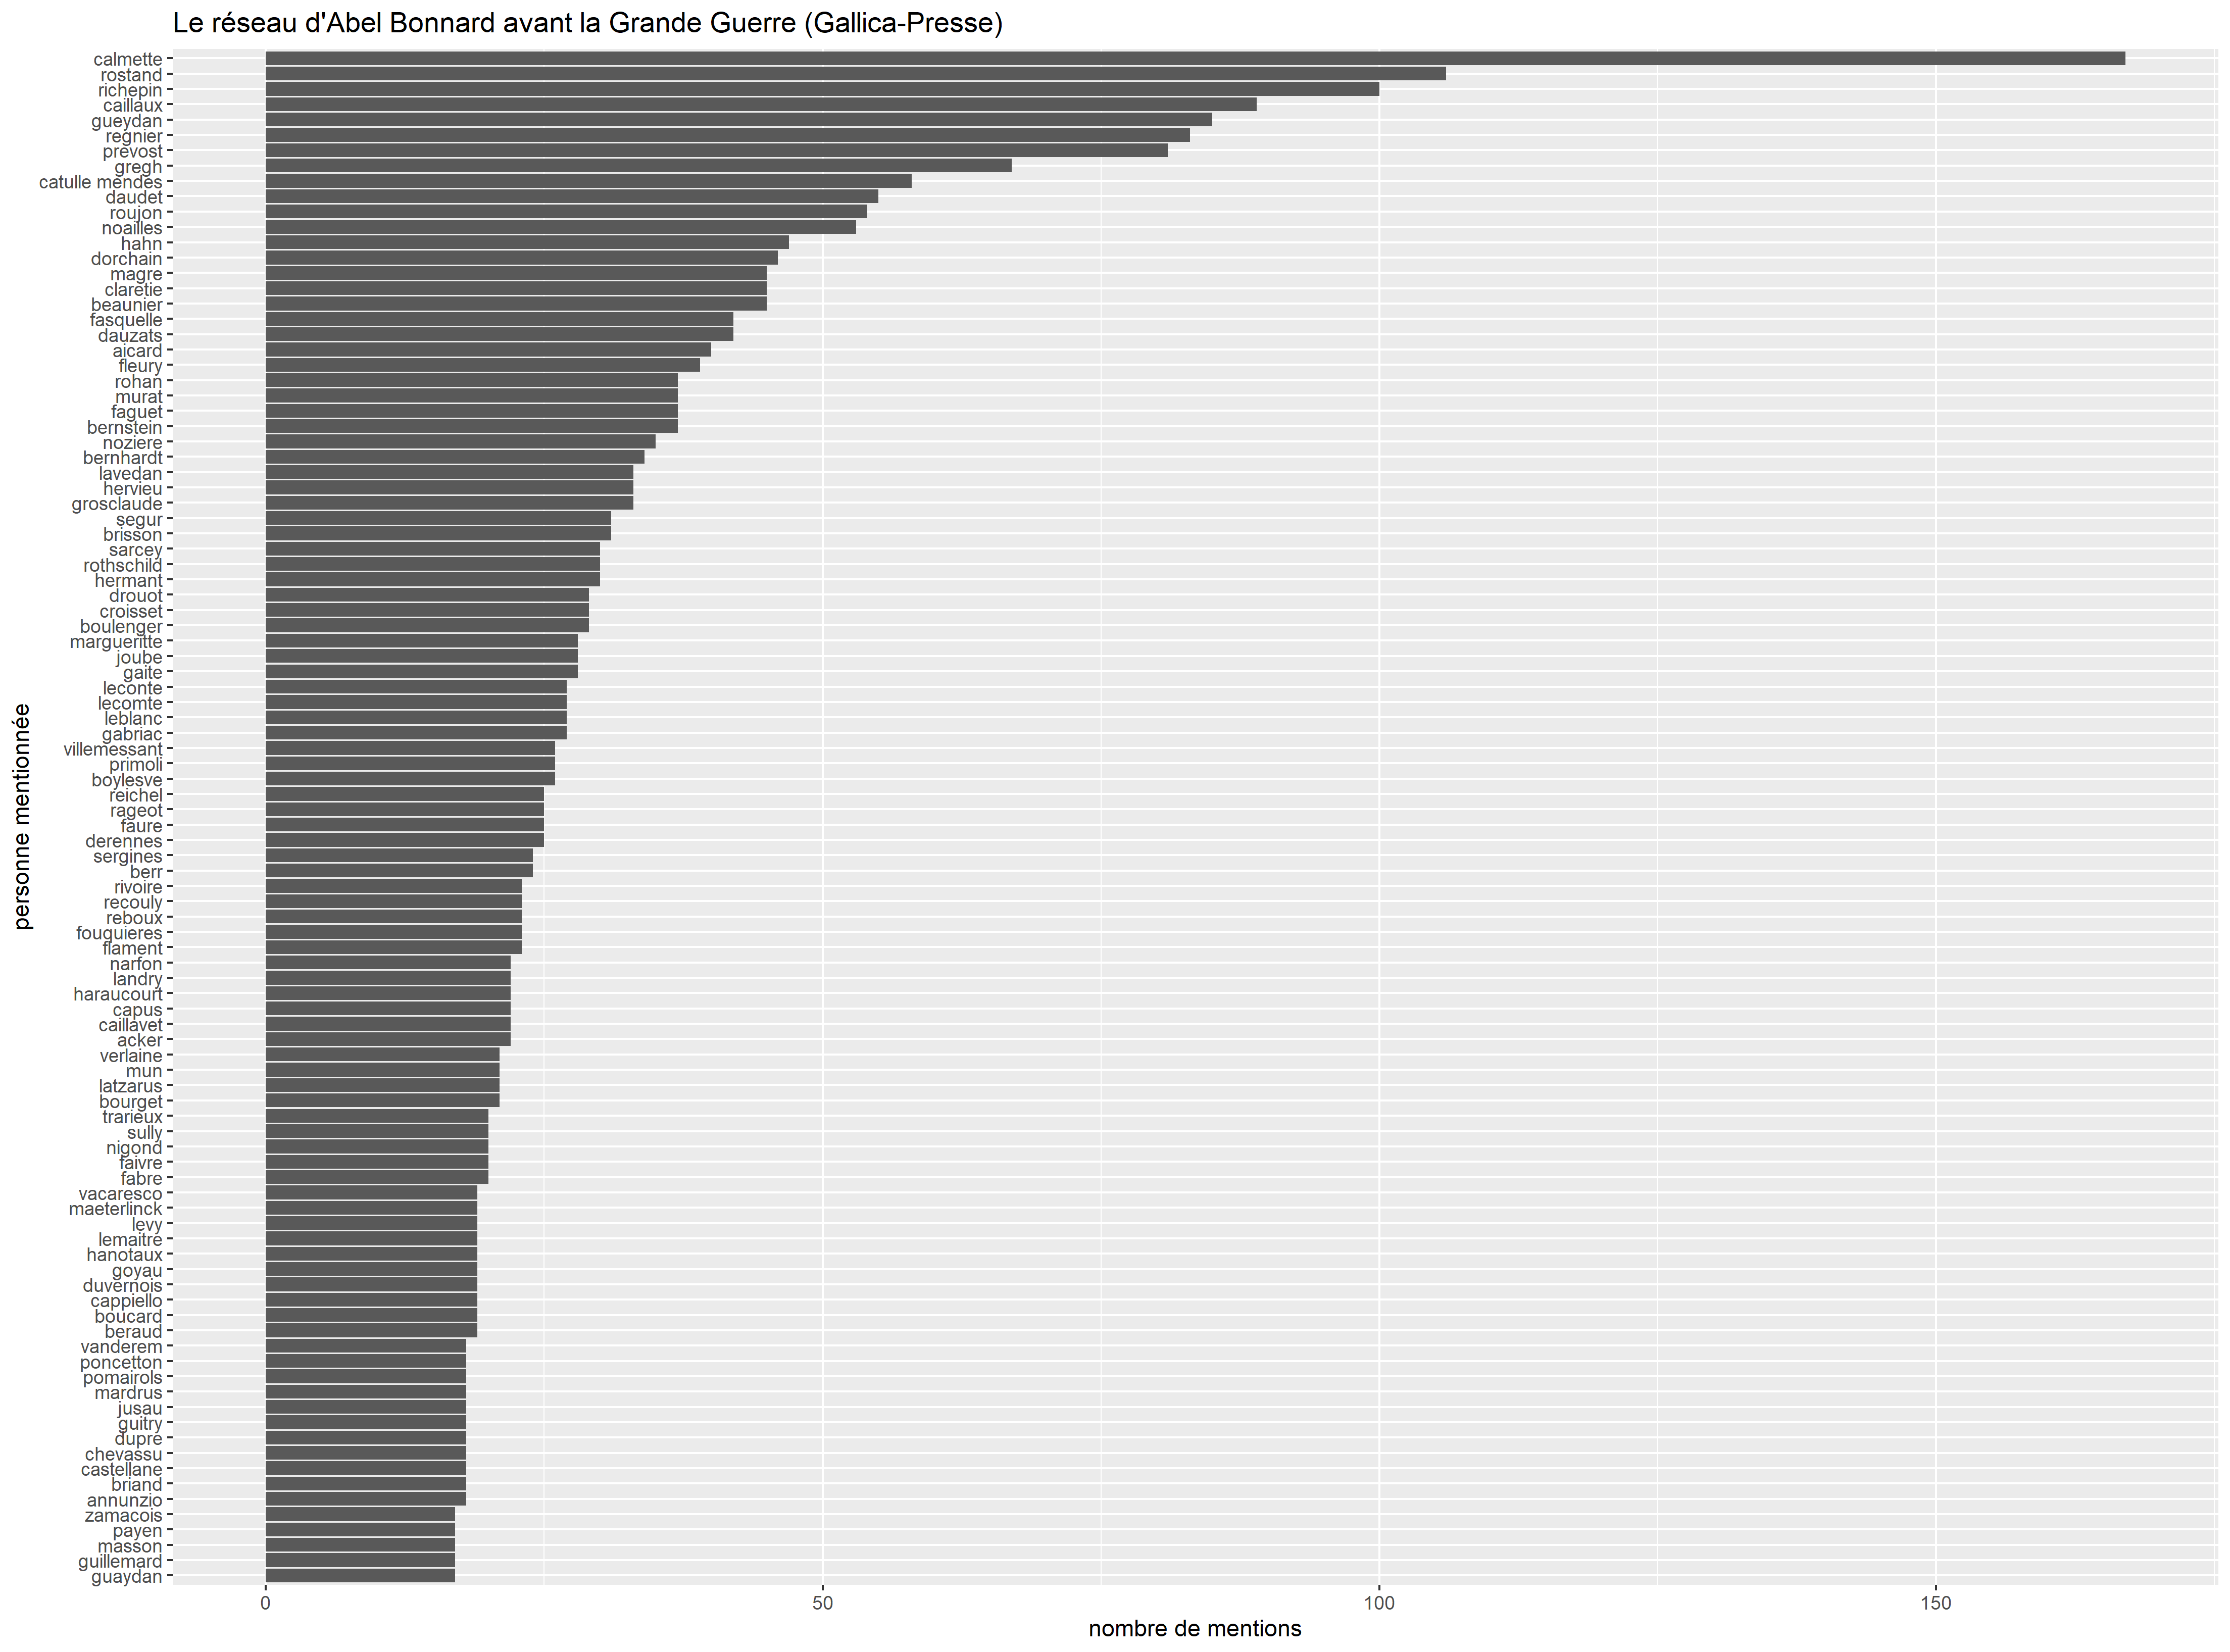 Le réseau d'Abel Bonnard avant la Grande Guerre (Gallica-Presse)
calmette
rostand
richepin
caillaux
gueydan
regnier
prevost
gregh
catulle mendes
daudet
roujon
noailles
hahn
dorchain
magre
claretie
beaunier
fasquelle
dauzats
aicard
fleury
rohan
murat
faguet
bernstein
noziere
bernhardt
lavedan
hervieu
grosclaude
segur
brisson
sarcey
rothschild
hermant
drouot
croisset
boulenger
margueritte
joube
gaite
leconte
lecomte
leblanc
gabriac
villemessant
primoli
boylesve
reichel
rageot
faure
derennes
sergines
berr
rivoire
recouly
reboux
fouquieres
flament
narfon
landry
haraucourt
capus
caillavet
acker
verlaine
mun
latzarus
bourget
trarieux
sully
nigond
faivre
fabre
vacaresco
maeterlinck
levy
lemaitre
hanotaux
goyau
duvernois
cappiello
boucard
beraud
vanderem
poncetton
pomairols
mardrus
jusau
guitry
dupre
chevassu
castellane
briand
annunzio
zamacois
payen
masson
guillemard
guaydan
personne mentionnée
0 50 100 150
nombre de mentions